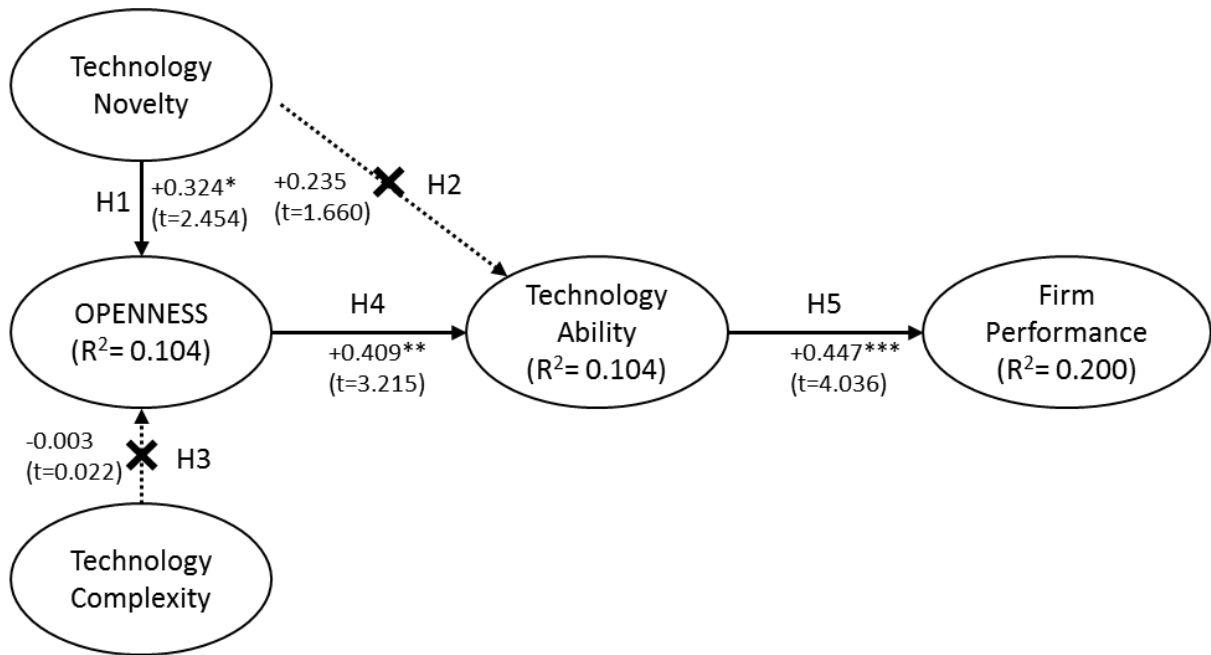 Technology
Novelty
H1
+0.324*
(t=2.454)
+0.235
(t=1.660)
H2
OPENNESS
(R²= 0.104)
H4
+0.409**
(t=3.215)
Technology
Ability
(R²= 0.104)
H5
+0.447***
(t=4.036)
Firm
Performance
(R²= 0.200)
-0.003
(t=0.022)
H3
Technology
Complexity